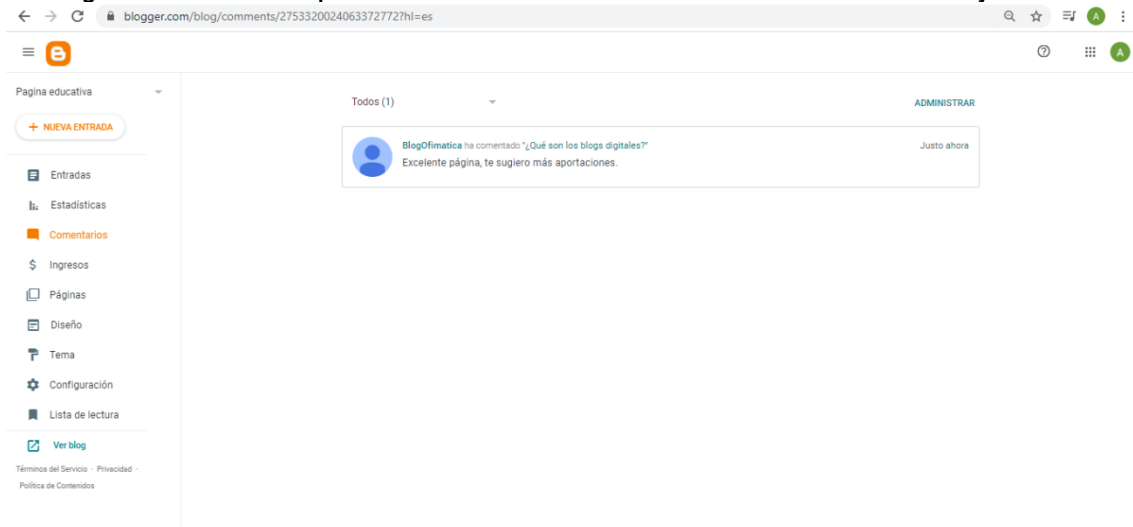 blogger.com/blog/comments/2753320024063372772?hl=es
A
A
Pagina educativa
+ NUEVA ENTRADA
Entradas
Estadísticas
Comentarios
Ingresos
Páginas
Diseño
Tema
Configuración
Lista de lectura
Ver blog
Términos del Servicio · Privacidad ·
Política de Contenidos
Todos (1)
ADMINISTRAR
BlogOfimatica ha comentado "¿Qué son los blogs digitales?"
Justo ahora
Excelente página, te sugiero más aportaciones.